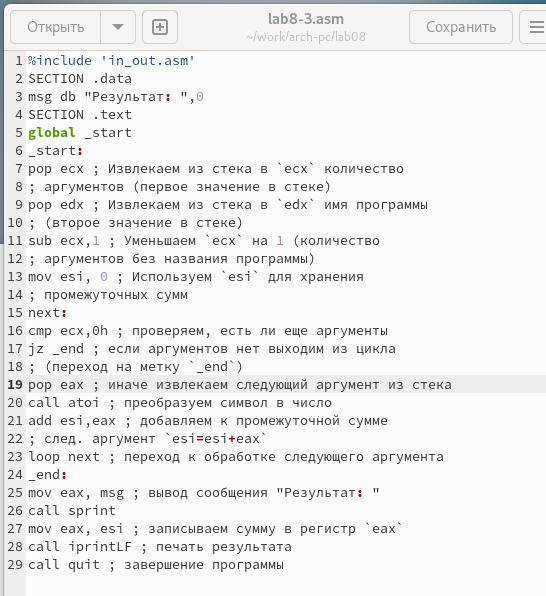 Открыть
lab8-3.asm
~/work/arch-pc/lab08
Сохранить
1 %include 'in_out.asm'
2 SECTION .data
3 msg db "Результат: ",0
4 SECTION .text
5 global _start
6 _start:
7 pop ecx ; Извлекаем из стека в `ecx` количество
8 ; аргументов (первое значение в стеке)
9 pop edx ; Извлекаем из стека в `edx` имя программы
10 ; (второе значение в стеке)
11 sub ecx,1 ; Уменьшаем `ecx` на 1 (количество
12 ; аргументов без названия программы)
13 mov esi, 0 ; Используем `esi` для хранения
14 ; промежуточных сумм
15 next:
16 cmp ecx,0h ; проверяем, есть ли еще аргументы
17 jz _end ; если аргументов нет выходим из цикла
18 ; (переход на метку `_end`)
19 pop eax ; иначе извлекаем следующий аргумент из стека
20 call atoi ; преобразуем символ в число
21 add esi,eax ; добавляем к промежуточной сумме
22 ; след. аргумент `esi=esi+eax`
23 loop next ; переход к обработке следующего аргумента
24 _end:
25 mov eax, msg ; вывод сообщения "Результат: "
26 call sprint
27 mov eax, esi ; записываем сумму в регистр `eax`
28 call iprintLF ; печать результата
29 call quit ; завершение программы